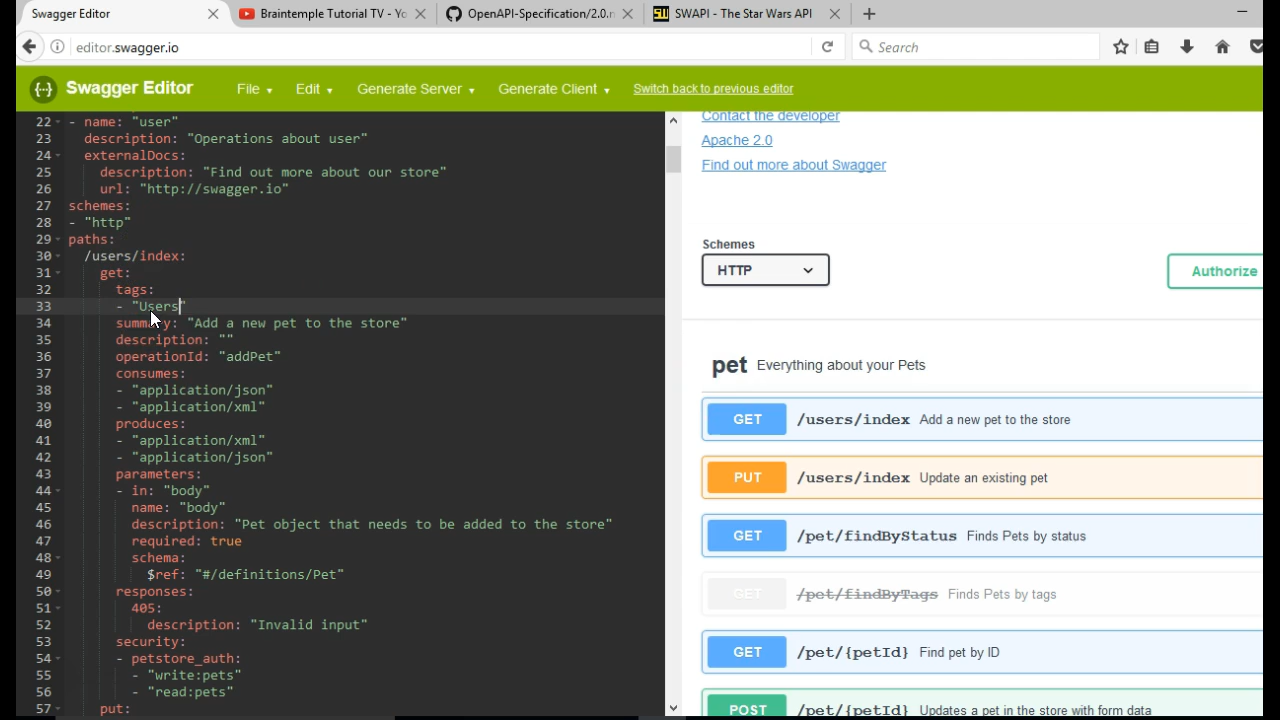 Swagger Editor
Braintemple Tutorial TV - Yo
OpenAPI-Specification/2.0.n
SWAPI - The Star Wars API
editor.swagger.io
Search
Swagger Editor
File
Edit
Generate Server
Generate Client
Switch back to previous editor
22 - name: "user"
23 description: "Operations about user"
24 externalDocs:
25 description: "Find out more about our store"
26 url: "http://swagger.io"
27 schemes:
28 - "http"
29 paths:
30 /users/index:
31 get:
32 tags:
33 - "Users"
34 summary: "Add a new pet to the store"
35 description: ""
36 operationId: "addPet"
37 consumes:
38 - "application/json"
39 - "application/xml"
40 produces:
41 - "application/xml"
42 - "application/json"
43 parameters:
44 - in: "body"
45 name: "body"
46 description: "Pet object that needs to be added to the store"
47 required: true
48 schema:
49 $ref: "#/definitions/Pet"
50 responses:
51 405:
52 description: "Invalid input"
53 security:
54 - petstore_auth:
55 - "write:pets"
56 - "read:pets"
57 put:
Contact the developer
Apache 2.0
Find out more about Swagger
Schemes
HTTP
Authorize
pet Everything about your Pets
GET /users/index Add a new pet to the store
PUT /users/index Update an existing pet
GET /pet/findByStatus Finds Pets by status
GET /pet/findByTags Finds Pets by tags
GET /pet/{petId} Find pet by ID
POST /pet/{petId} Updates a pet in the store with form data